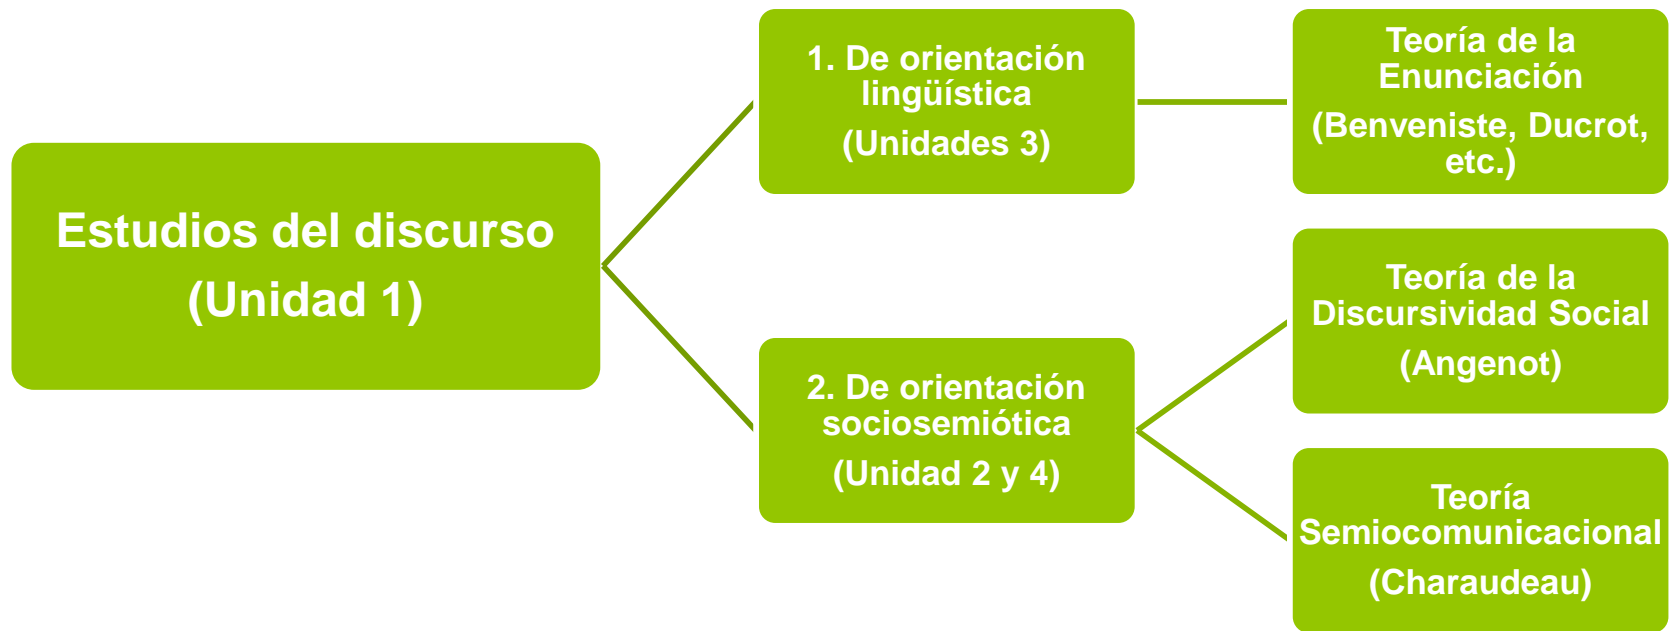 Estudios del discurso
(Unidad 1)
1. De orientación
lingüística
(Unidades 3)
Teoría de la
Enunciación
(Benveniste, Ducrot,
etc.)
2. De orientación
sociosemiótica
(Unidad 2 y 4)
Teoría de la
Discursividad Social
(Angenot)
Teoría
Semiocomunicacional
(Charaudeau)